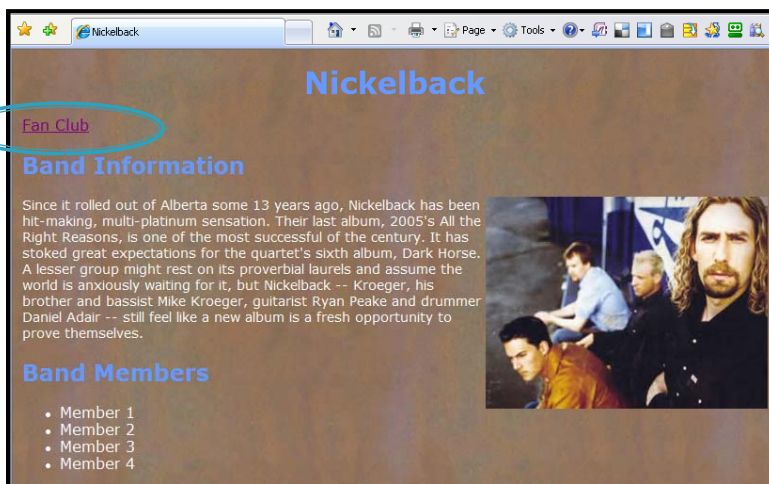 Nickelback
Page
Tools
Nickelback
Fan Club
Band Information
Since it rolled out of Alberta some 13 years ago, Nickelback has been
hit-making, multi-platinum sensation. Their last album, 2005's All the
Right Reasons, is one of the most successful of the century. It has
stoked great expectations for the quartet's sixth album, Dark Horse.
A lesser group might rest on its proverbial laurels and assume the
world is anxiously waiting for it, but Nickelback -- Kroeger, his
brother and bassist Mike Kroeger, guitarist Ryan Peake and drummer
Daniel Adair -- still feel like a new album is a fresh opportunity to
prove themselves.
Band Members
• Member 1
• Member 2
• Member 3
• Member 4